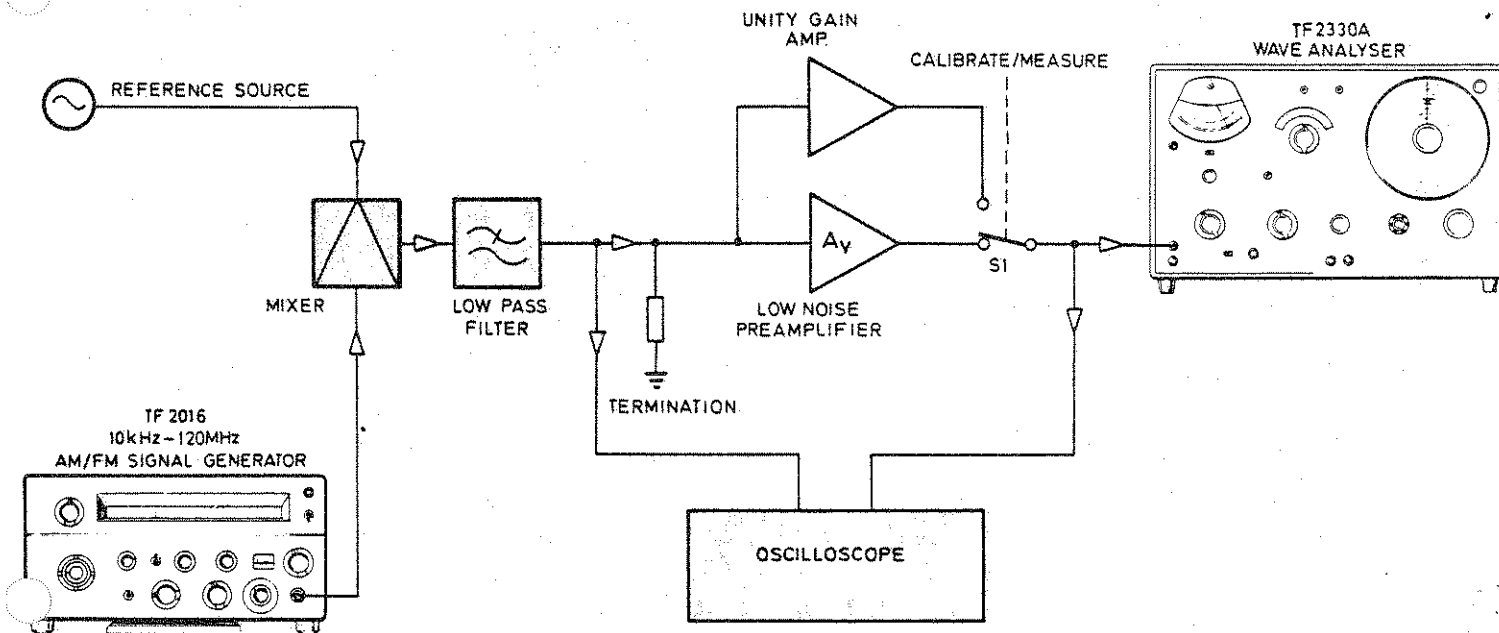 UNITY GAIN
AMP.
TF2330A
WAVE ANALYSER
CALIBRATE/MEASURE
REFERENCE SOURCE
MIXER
LOW PASS
FILTER
Av
S1
LOW NOISE
PREAMPLIFIER
TERMINATION
TF 2016
10kHz-120MHz
AM/FM SIGNAL GENERATOR
OSCILLOSCOPE